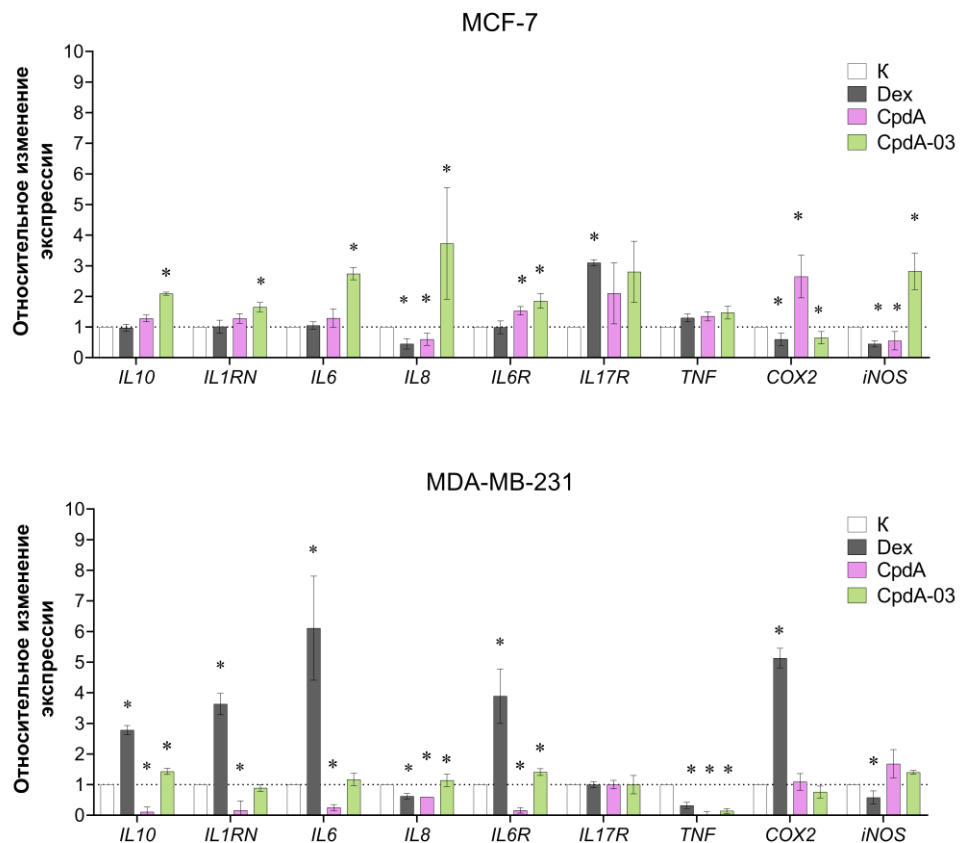 MCF-7
Относительное изменение
экспрессии
10
9
8
7
6
5
4
3
2
1
0
К
Dex
CpdA
CpdA-03
* * * * * * * * * * * * * * *
IL10 IL1RN IL6 IL8 IL6R IL17R TNF COX2 iNOS
MDA-MB-231
Относительное изменение
экспрессии
10
9
8
7
6
5
4
3
2
1
0
К
Dex
CpdA
CpdA-03
* * * * * * * * * * * * * * * * * * *
IL10 IL1RN IL6 IL8 IL6R IL17R TNF COX2 iNOS